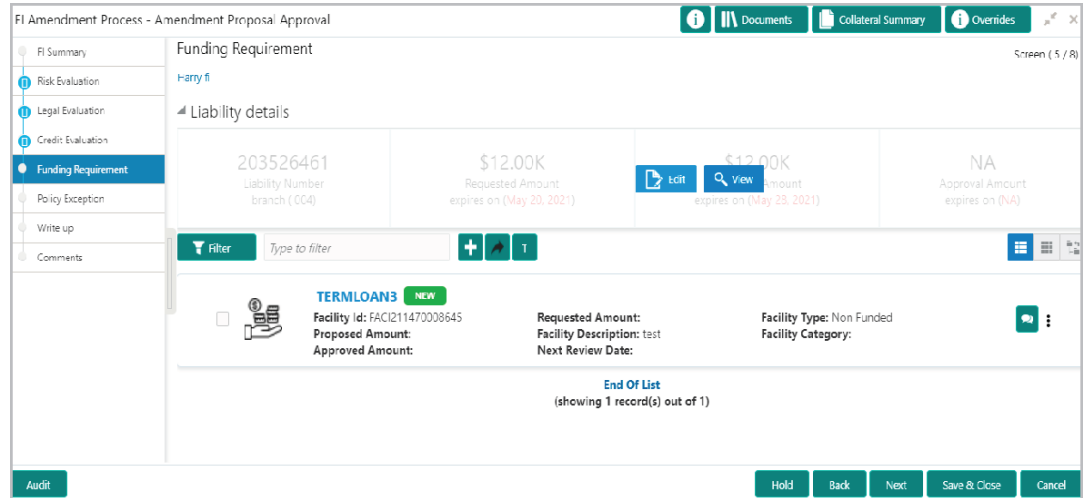 FI Amendment Process - Amendment Proposal Approval
Documents
Collateral Summary
Overrides
FI Summary
Risk Evaluation
Legal Evaluation
Credit Evaluation
Funding Requirement
Policy Exception
Write up
Comments
Funding Requirement
Screen ( 5 / 8)
Harry fi
Liability details
203526461
Liability Number
branch ( 004)
$12.00K
Requested Amount
expires on (May 20, 2021)
Edit
View
$12.00K
Amount
expires on (May 28, 2021)
NA
Approval Amount
expires on (NA)
Filter
Type to filter
T
TERMLOAN3 NEW
Facility Id: FACI211470008645 Requested Amount: Facility Type: Non Funded
Proposed Amount: Facility Description: test Facility Category:
Approved Amount: Next Review Date:
End Of List
(showing 1 record(s) out of 1)
Audit
Hold
Back
Next
Save & Close
Cancel